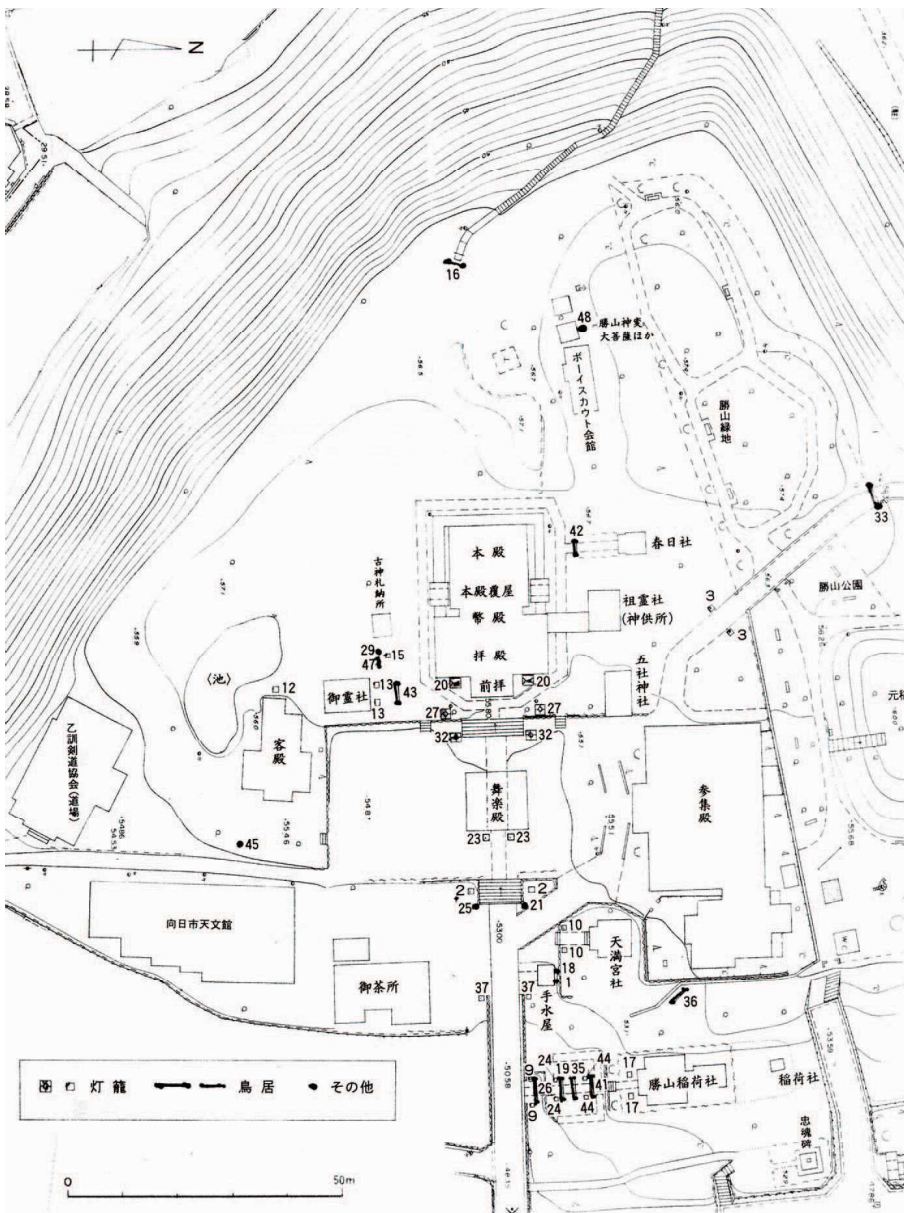 N
16
48
勝山神変
大菩薩ほか
ボーイスカウト会館
勝山緑地
33
42
春日社
本殿
本殿覆屋
幣殿
拝殿
前拝
祖霊社
(神供所)
3
3
勝山公園
古神札納所
29
47
15
20
20
五社神社
〈池〉
12
御霊社
13
13
43
27
27
32
32
客殿
乙訓剣道協会(道場)
舞楽殿
23
23
参集殿
45
2
2
25
21
向日市天文館
御茶所
10
10
天満宮社
18
1
手水屋
37
37
36
W.C
9
9
24
24
26
19
35
44
44
41
17
17
勝山稲荷社
稲荷社
忠魂碑
灯籠
鳥居
その他
0
50m